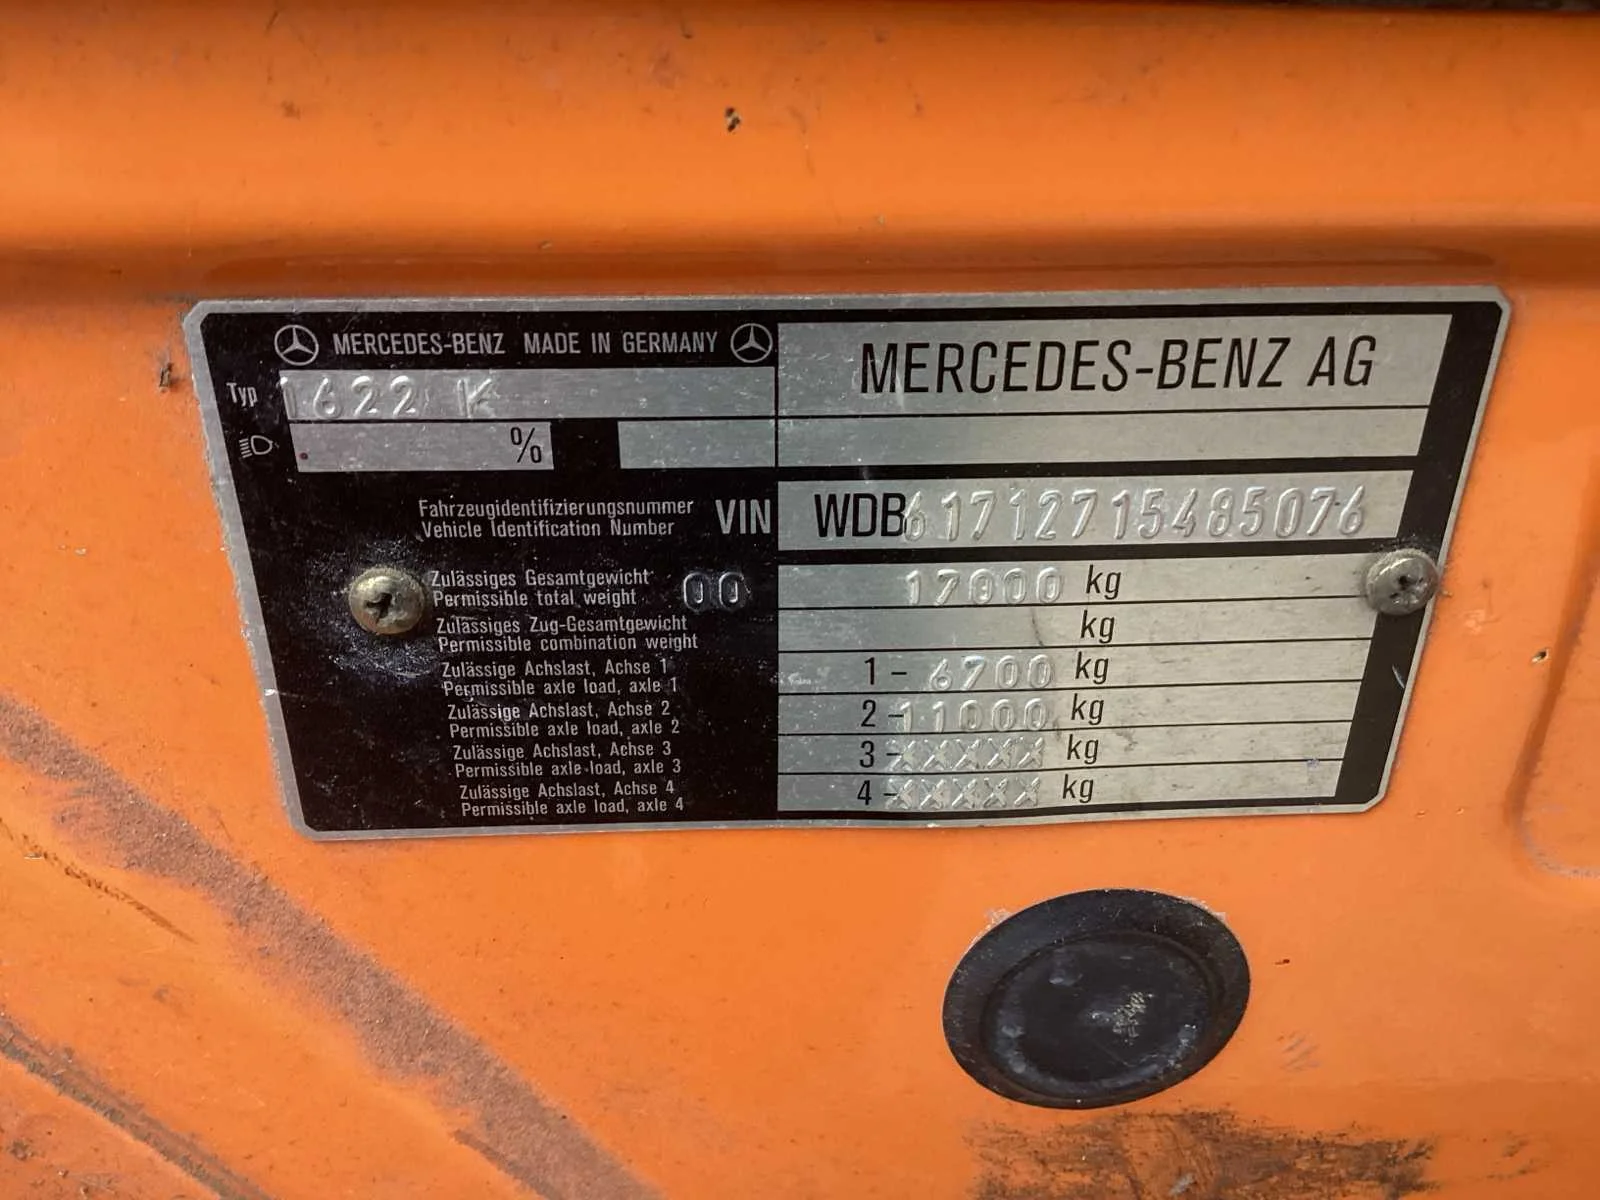 MERCEDES-BENZ MADE IN GERMANY
MERCEDES-BENZ AG
Typ 1622 K
%
Fahrzeugidentifizierungsnummer
Vehicle Identification Number
VIN WDB61712715485076
Zulässiges Gesamtgewicht
Permissible total weight
00 17000 kg
Zulässiges Zug-Gesamtgewicht
Permissible combination weight
kg
Zulässige Achslast, Achse 1
Permissible axle load, axle 1
1- 6700 kg
Zulässige Achslast, Achse 2
Permissible axle load, axle 2
2-11000 kg
Zulässige Achslast, Achse 3
Permissible axle load, axle 3
3-XXXXX kg
Zulässige Achslast, Achse 4
Permissible axle load, axle 4
4-XXXXX kg